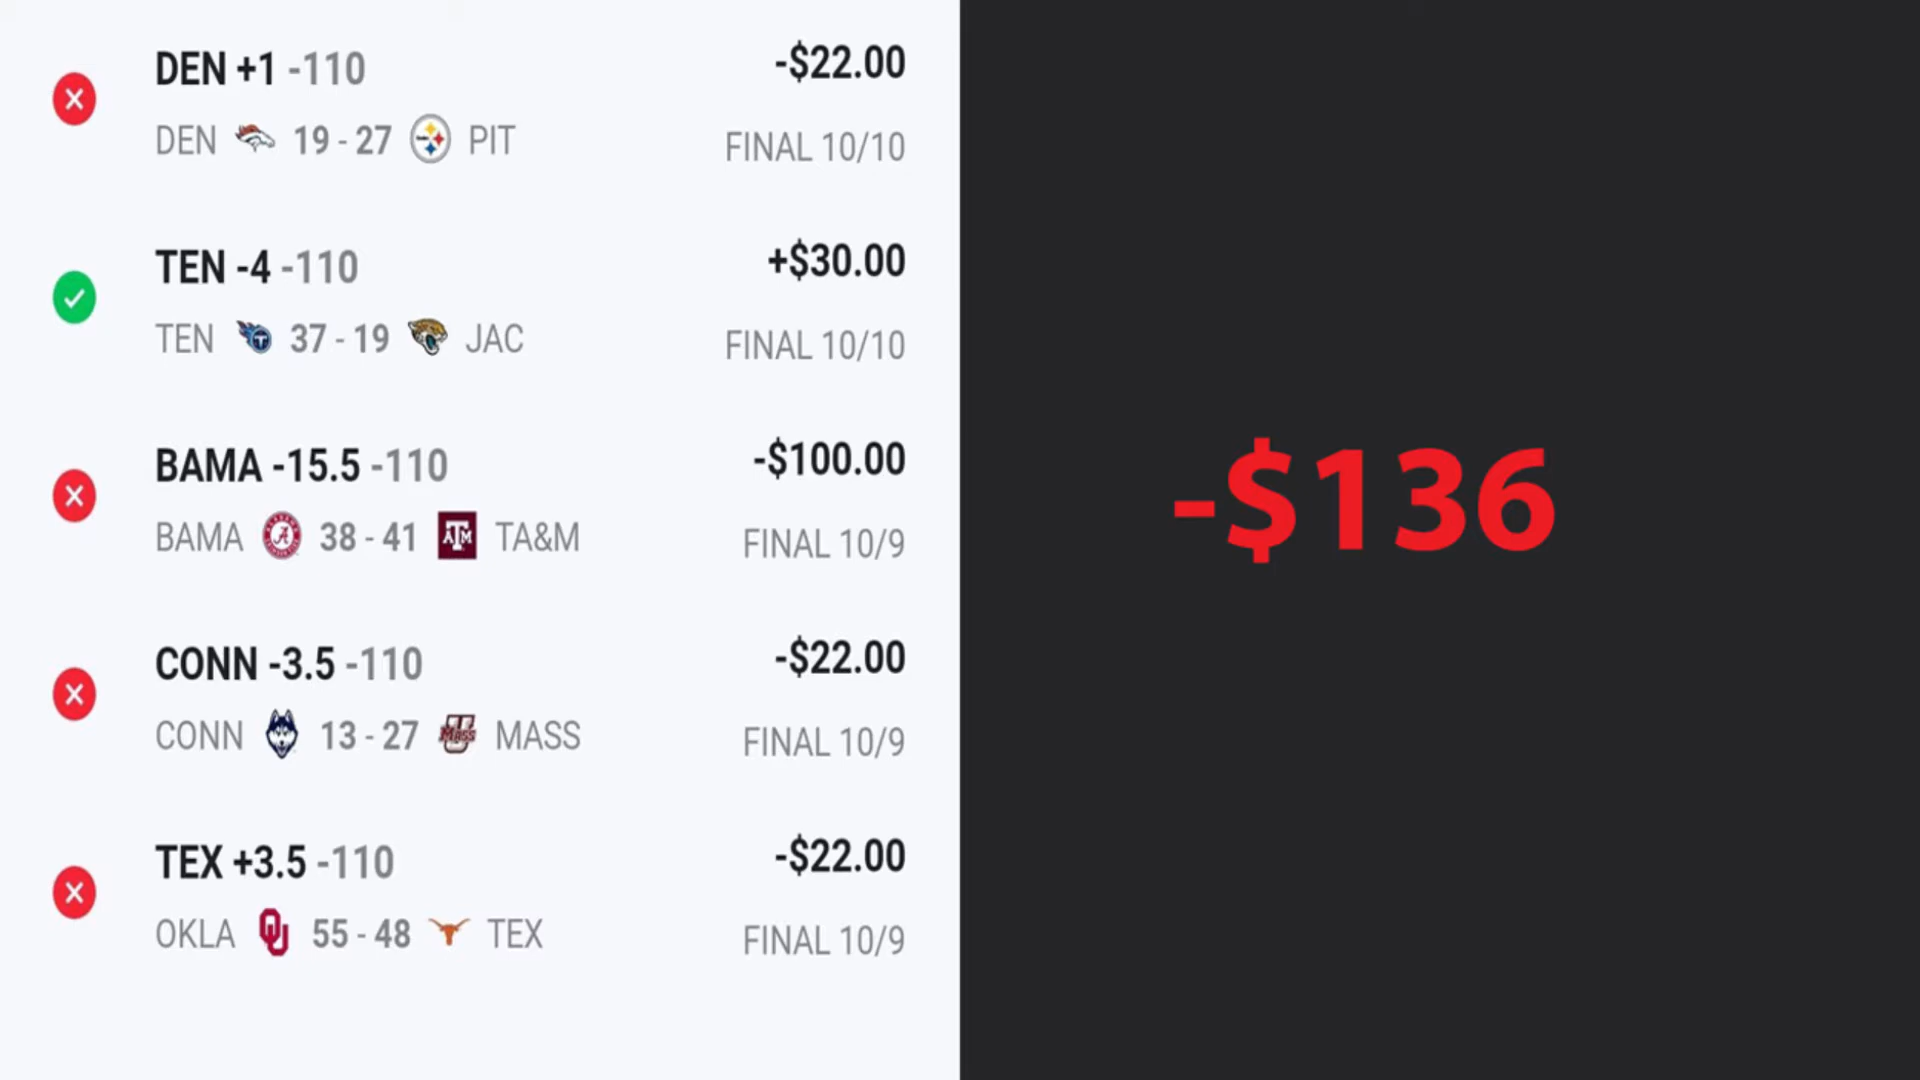 DEN +1 -110 -$22.00
DEN 19 - 27 PIT FINAL 10/10
TEN -4 -110 +$30.00
TEN 37 - 19 JAC FINAL 10/10
BAMA -15.5 -110 -$100.00
BAMA 38 - 41 TA&M FINAL 10/9
CONN -3.5 -110 -$22.00
CONN 13 - 27 MASS FINAL 10/9
TEX +3.5 -110 -$22.00
OKLA 55 - 48 TEX FINAL 10/9
-$136